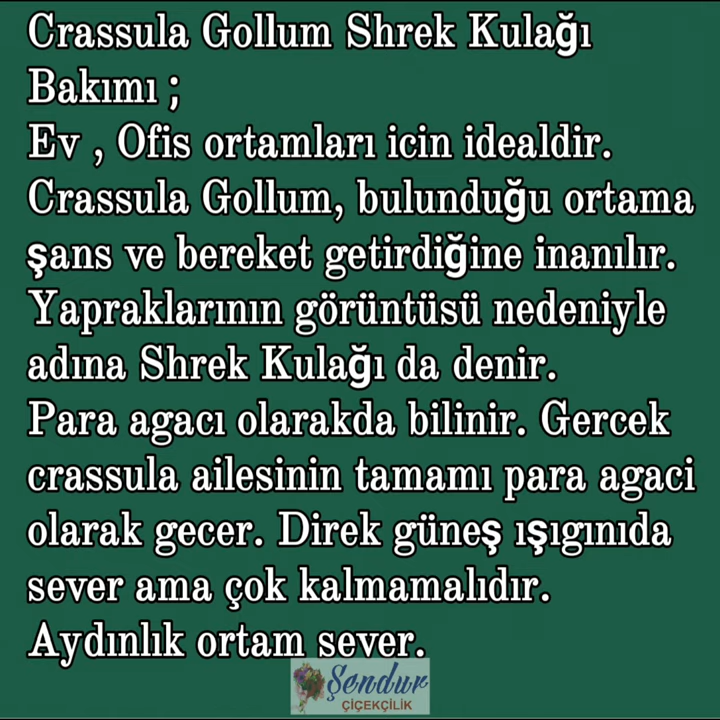 Crassula Gollum Shrek Kulağı
Bakımı ;
Ev , Ofis ortamları icin idealdir.
Crassula Gollum, bulunduğu ortama
şans ve bereket getirdiğine inanılır.
Yapraklarının görüntüsü nedeniyle
adına Shrek Kulağı da denir.
Para agacı olarakda bilinir. Gercek
crassula ailesinin tamamı para agaci
olarak gecer. Direk güneş ışıgınıda
sever ama çok kalmamalıdır.
Aydınlık ortam sever.
Şendur
ÇİÇEKÇİLİK